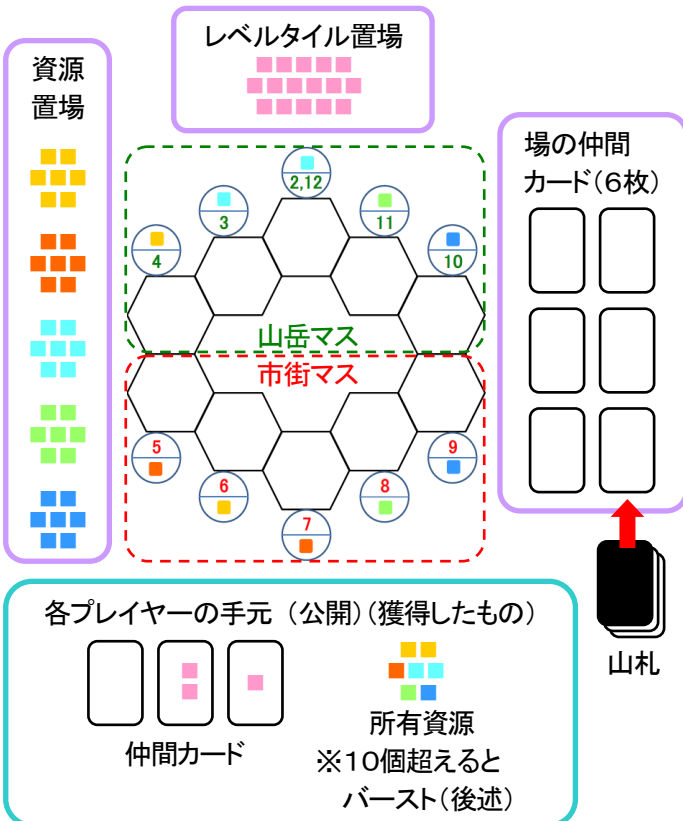 レベルタイル置場
資源
置場
場の仲間
カード(6枚)
2,12
3
11
4
10
山岳マス
市街マス
5
9
6
8
7
山札
各プレイヤーの手元 (公開)(獲得したもの)
仲間カード
所有資源
※10個超えると
バースト(後述)